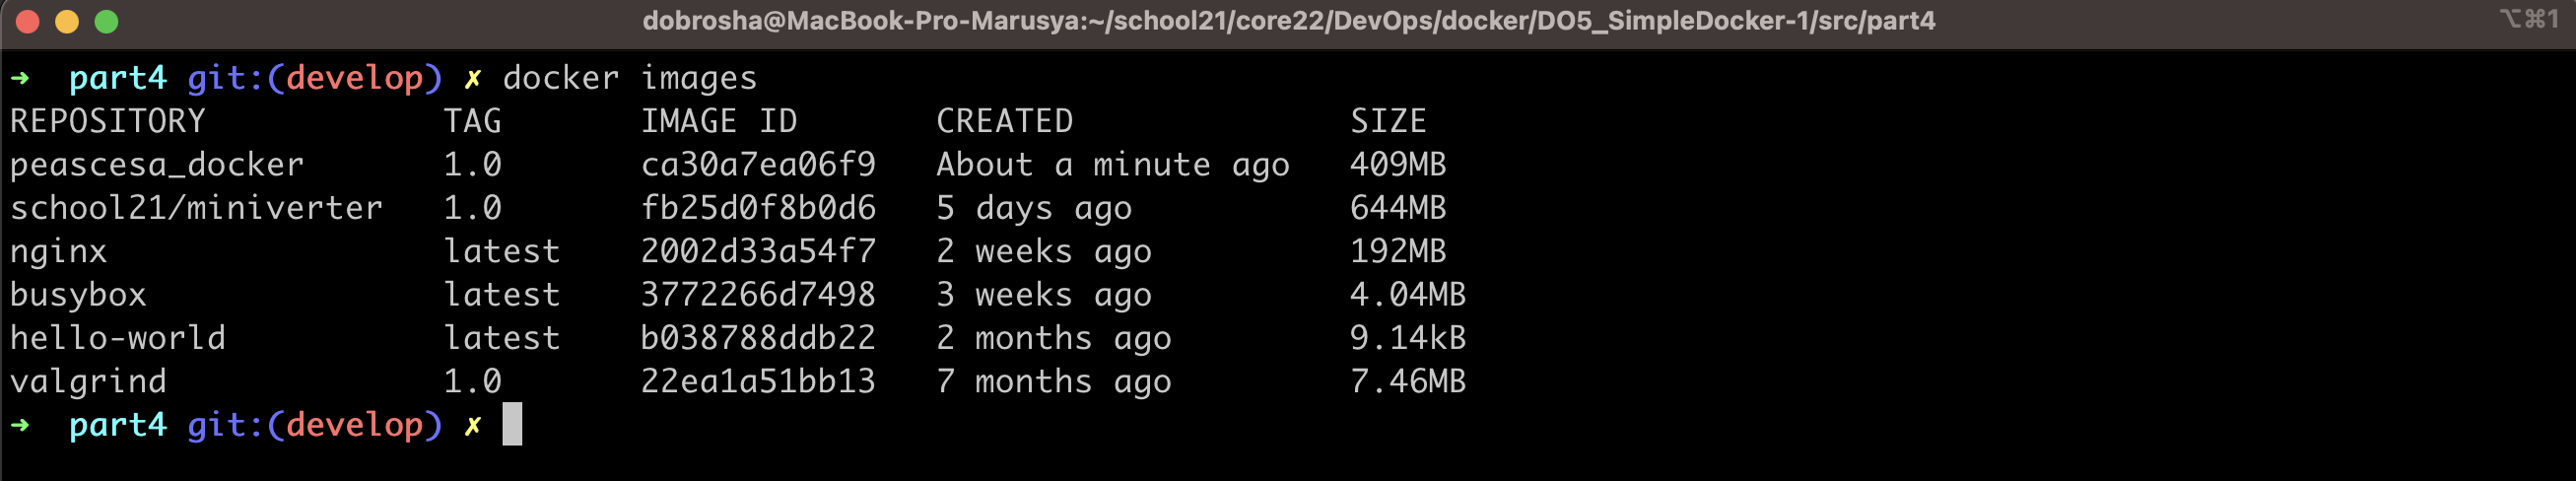 dobrosha@MacBook-Pro-Marusya:~/school21/core22/DevOps/docker/DO5_SimpleDocker-1/src/part4 ⌥⌘1
➜  part4 git:(develop) ✗ docker images
REPOSITORY            TAG       IMAGE ID       CREATED              SIZE
peascesa_docker       1.0       ca30a7ea06f9   About a minute ago   409MB
school21/miniverter   1.0       fb25d0f8b0d6   5 days ago           644MB
nginx                 latest    2002d33a54f7   2 weeks ago          192MB
busybox               latest    3772266d7498   3 weeks ago          4.04MB
hello-world           latest    b038788ddb22   2 months ago         9.14kB
valgrind              1.0       22ea1a51bb13   7 months ago         7.46MB
➜  part4 git:(develop) ✗